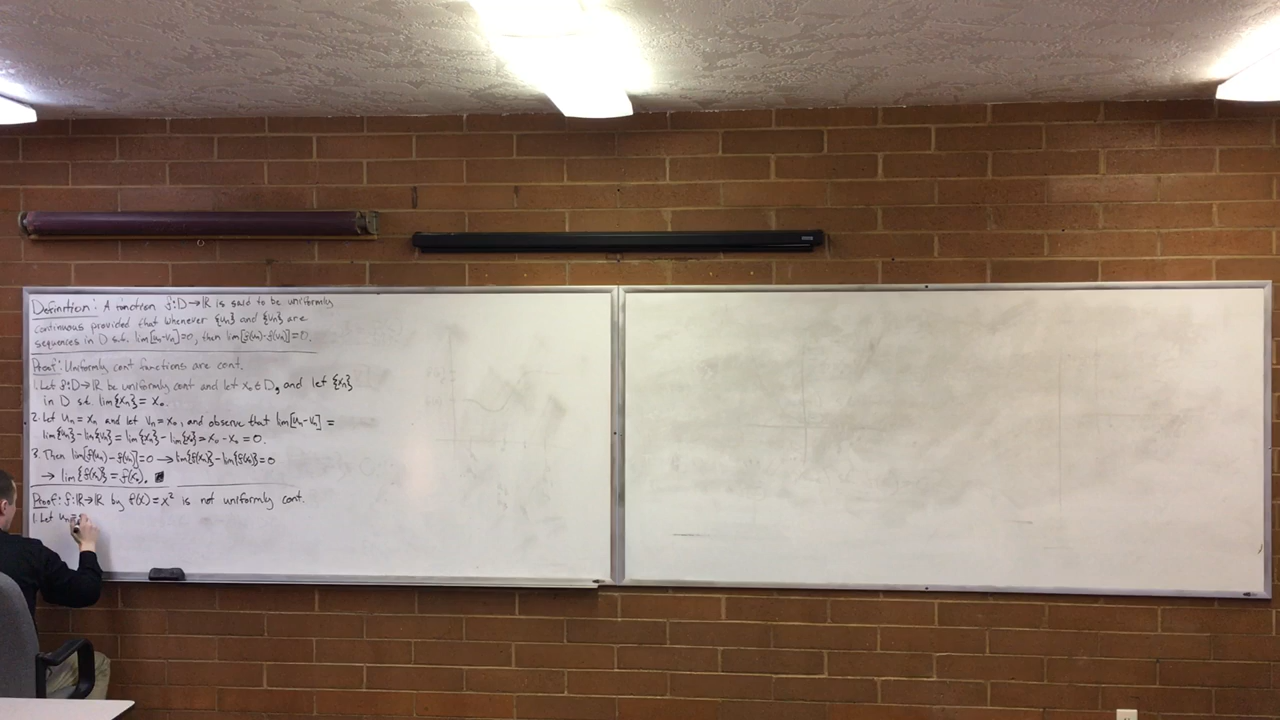 Definition: A function f:D→ℝ is said to be uniformly
continuous provided that whenever {uₙ} and {vₙ} are
sequences in D s.t. lim[uₙ-vₙ]=0, then lim[f(uₙ)-f(vₙ)]=0.
Proof: Uniformly cont functions are cont.
1. Let f:D→ℝ be uniformly cont and let x₀ ∈ D, and let {xₙ}
in D s.t. lim{xₙ} = x₀.
2. Let uₙ = xₙ and let vₙ = x₀, and observe that lim[uₙ-vₙ] =
lim{uₙ}-lim{vₙ} = lim{xₙ}-lim{x₀} = x₀-x₀ = 0.
3. Then lim[f(uₙ)-f(vₙ)]=0 → lim{f(xₙ)}-lim{f(x₀)}=0
→ lim{f(xₙ)} = f(x₀). ■
Proof: f:ℝ→ℝ by f(x) = x² is not uniformly cont.
1. Let uₙ=